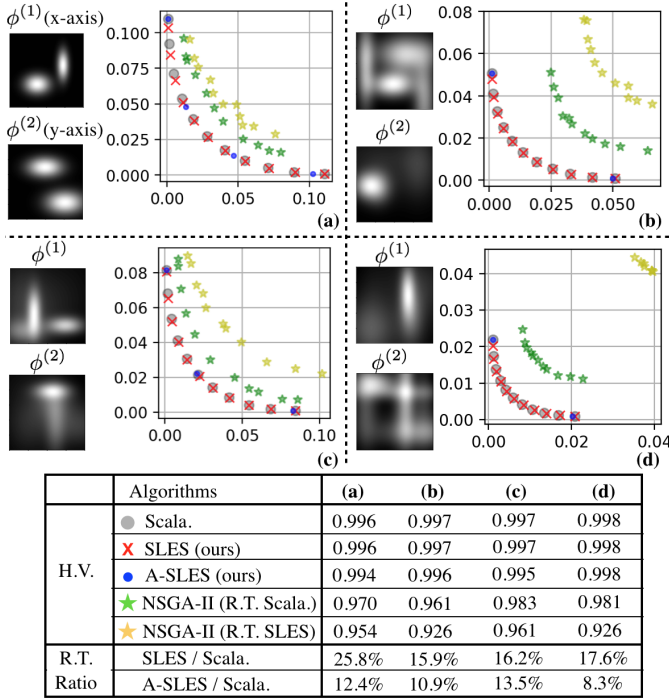 ϕ(1)(x-axis)
ϕ(2)(y-axis)
0.100
0.075
0.050
0.025
0.000
0.00 0.05 0.10
(a)
ϕ(1)
ϕ(2)
0.08
0.06
0.04
0.02
0.00
0.000 0.025 0.050
(b)
ϕ(1)
ϕ(2)
0.08
0.06
0.04
0.02
0.00
0.00 0.05 0.10
(c)
ϕ(1)
ϕ(2)
0.04
0.03
0.02
0.01
0.00
0.00 0.02 0.04
(d)
Algorithms (a) (b) (c) (d)
H.V.
Scala. 0.996 0.997 0.997 0.998
SLES (ours) 0.996 0.997 0.997 0.998
A-SLES (ours) 0.994 0.996 0.995 0.998
NSGA-II (R.T. Scala.) 0.970 0.961 0.983 0.981
NSGA-II (R.T. SLES) 0.954 0.926 0.961 0.926
R.T. SLES / Scala. 25.8% 15.9% 16.2% 17.6%
Ratio A-SLES / Scala. 12.4% 10.9% 13.5% 8.3%